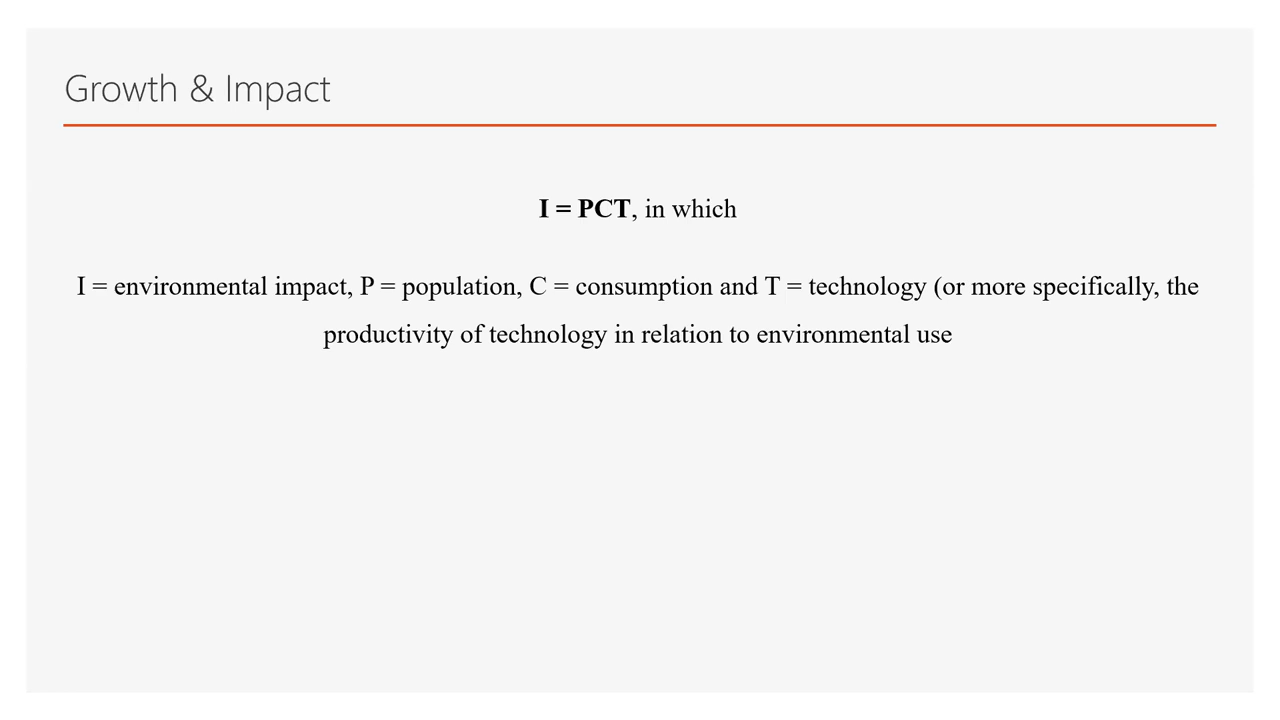 Growth & Impact
I = PCT, in which
I = environmental impact, P = population, C = consumption and T = technology (or more specifically, the
productivity of technology in relation to environmental use